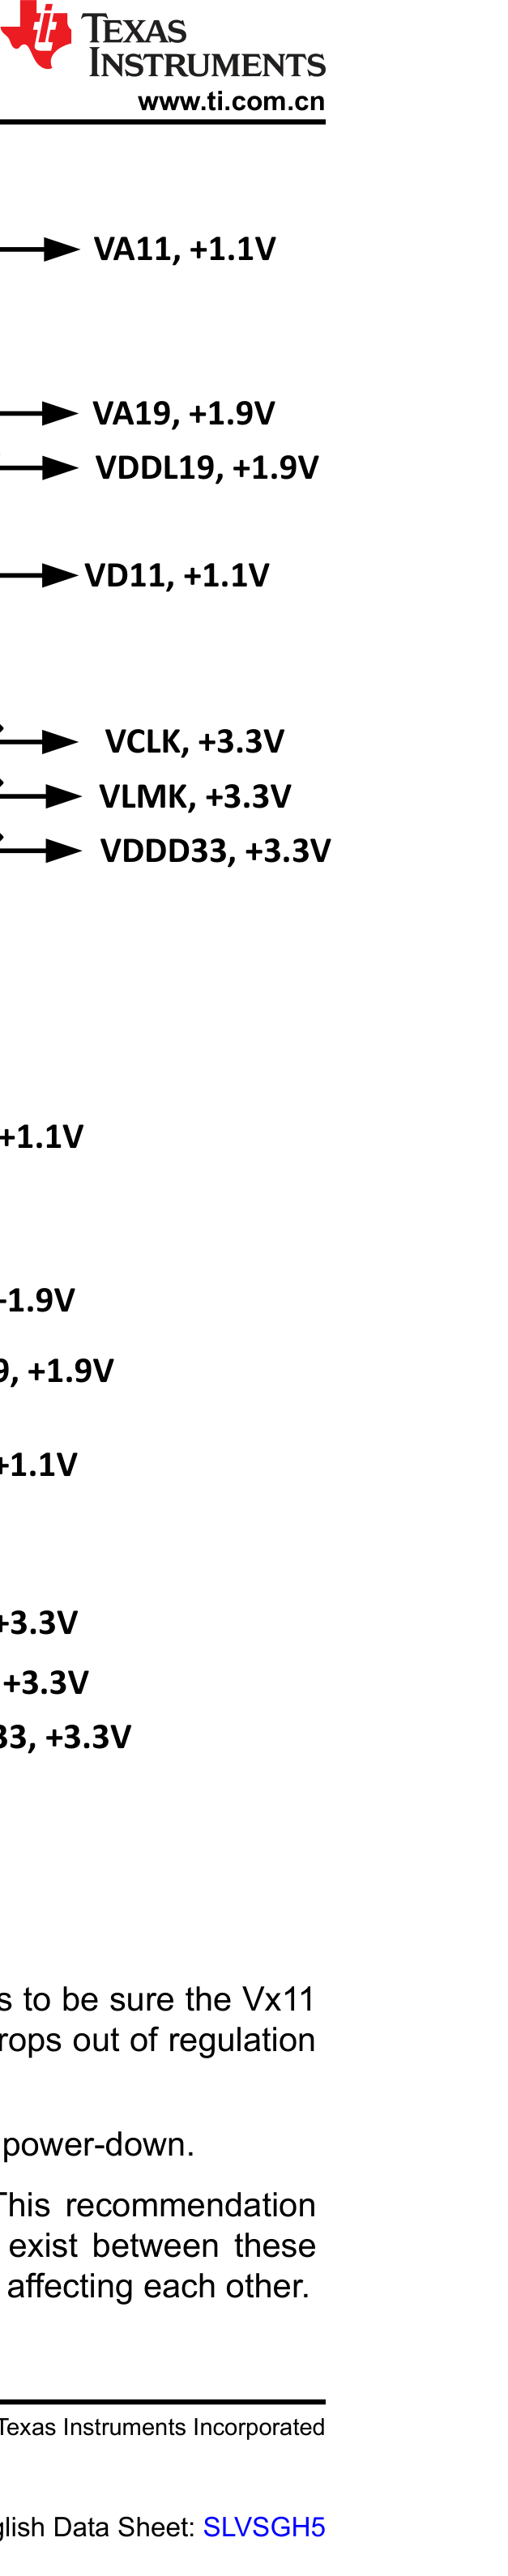 TEXAS
INSTRUMENTS
www.ti.com.cn
VA11, +1.1V
VA19, +1.9V
VDDL19, +1.9V
VD11, +1.1V
VCLK, +3.3V
VLMK, +3.3V
VDDD33, +3.3V
+1.1V
+1.9V
9, +1.9V
+1.1V
+3.3V
+3.3V
33, +3.3V
s to be sure the Vx11
rops out of regulation
power-down.
This recommendation
exist between these
affecting each other.
Texas Instruments Incorporated
glish Data Sheet: SLVSGH5